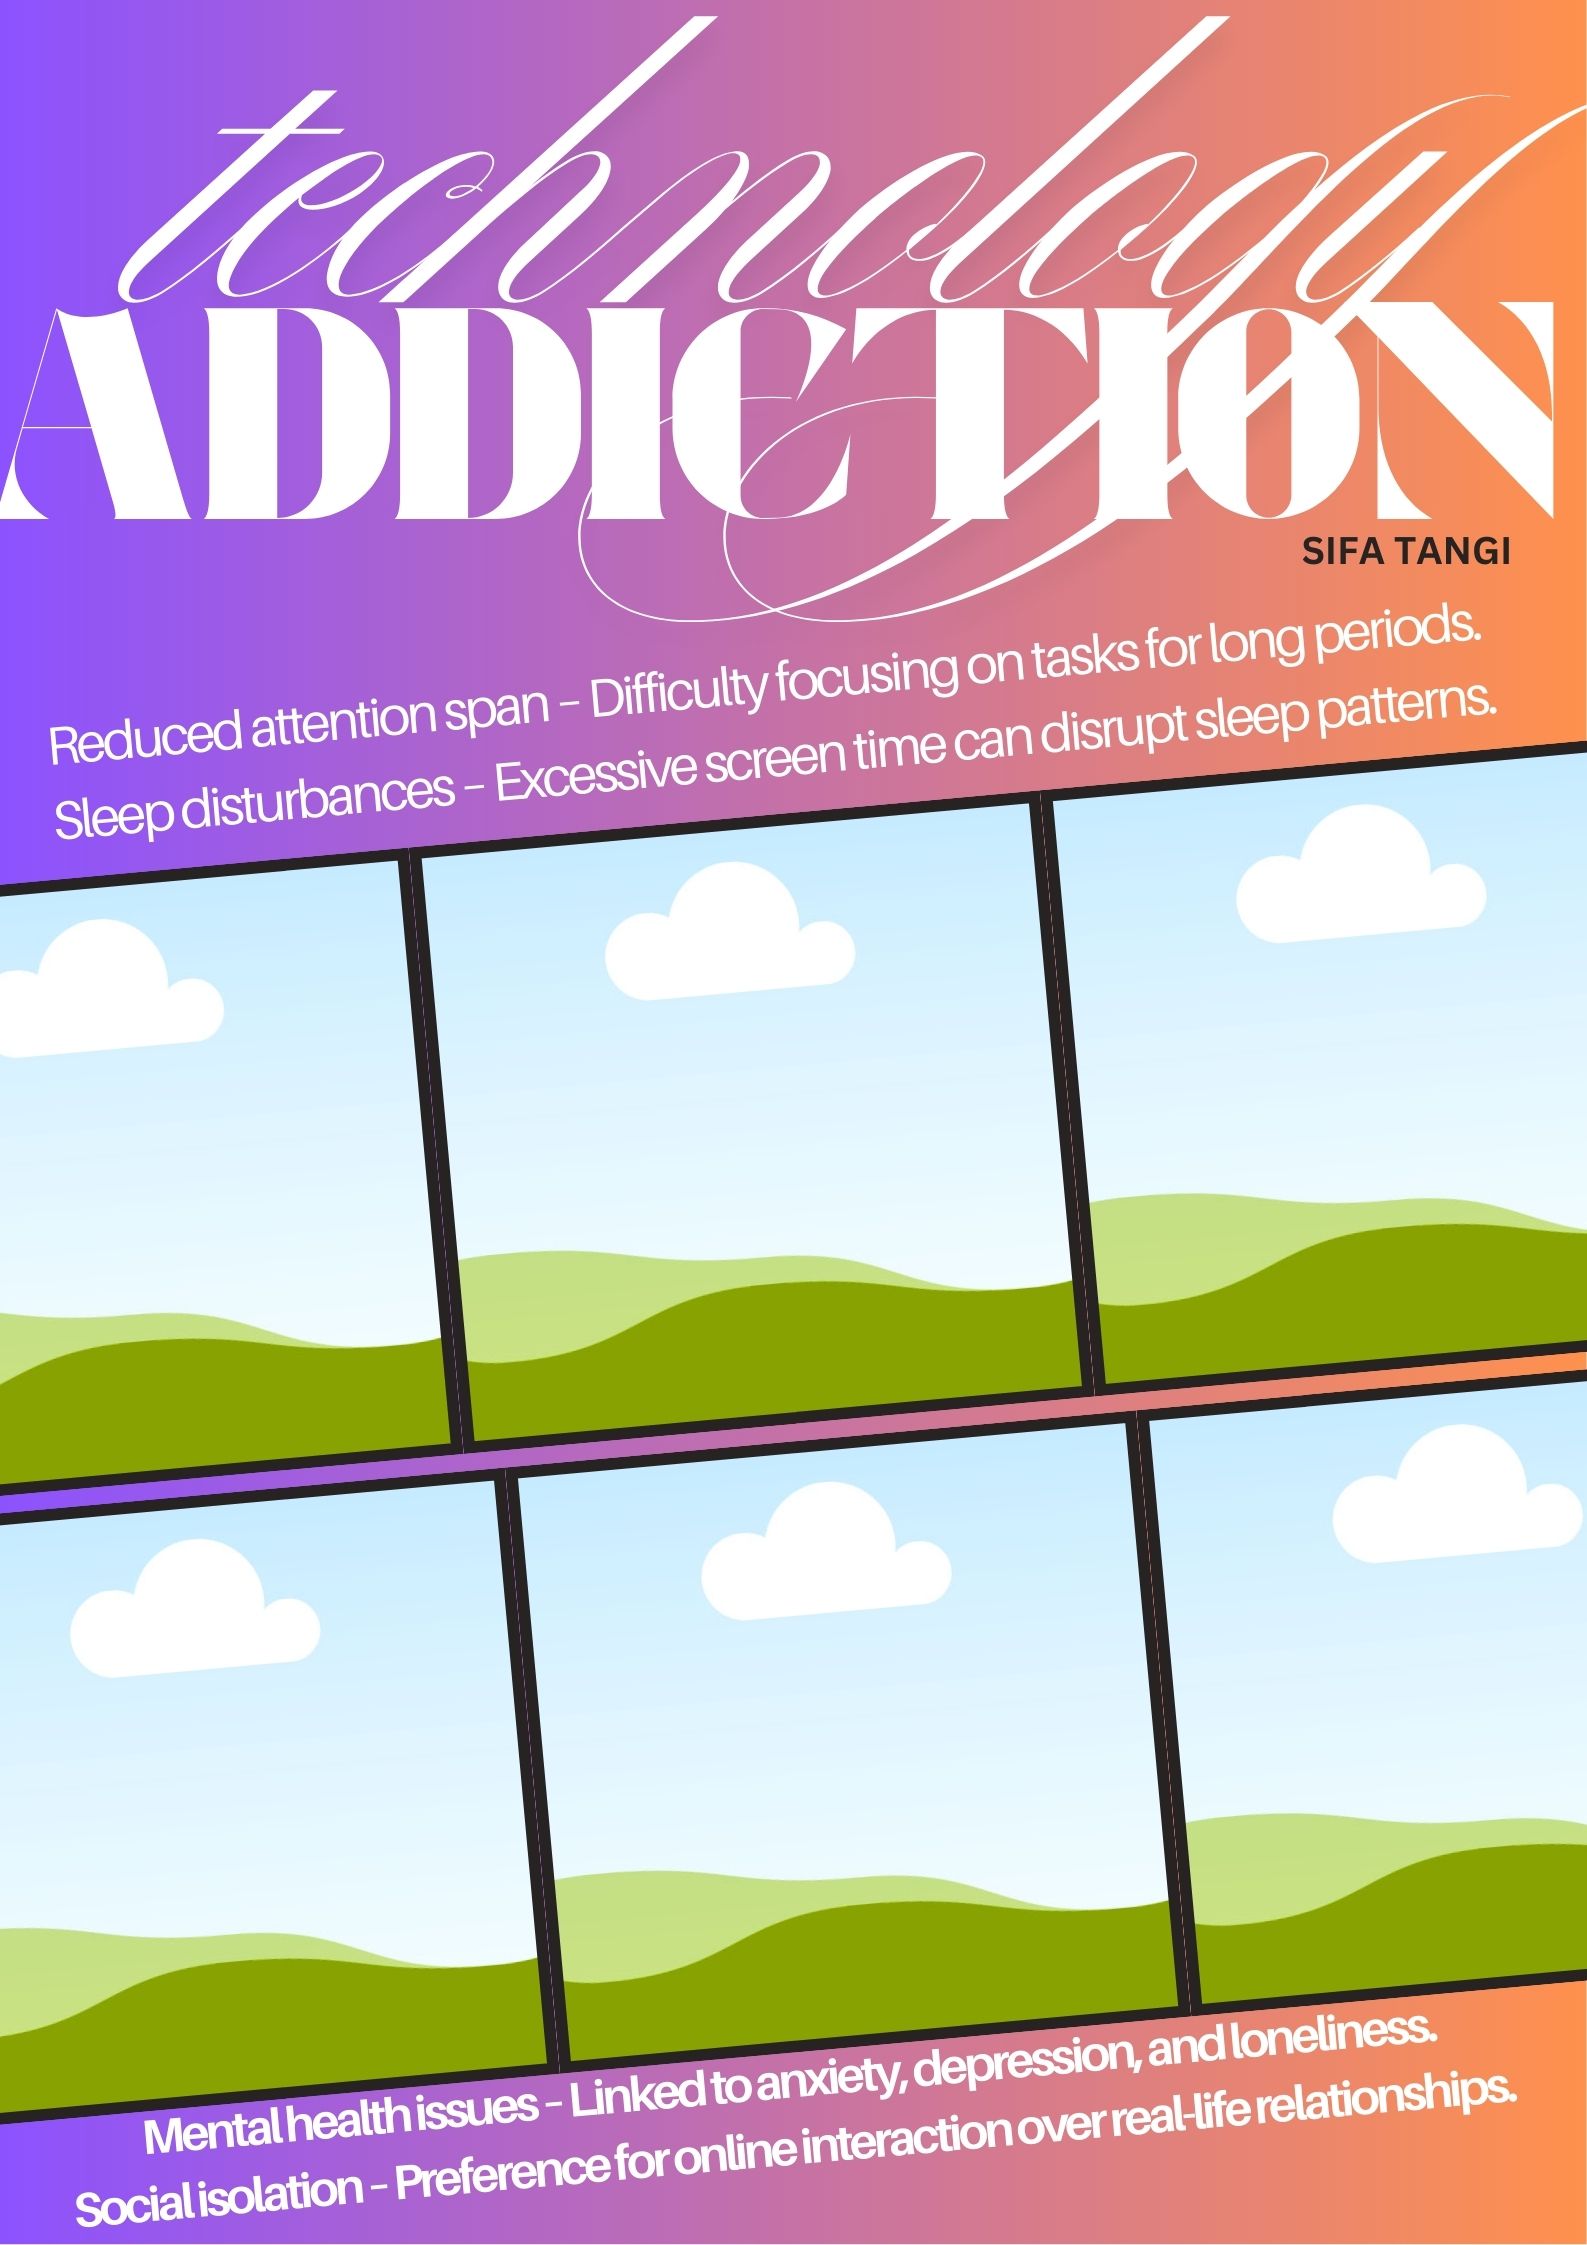 technology
ADDICTION
SIFA TANGI
Reduced attention span – Difficulty focusing on tasks for long periods.
Sleep disturbances – Excessive screen time can disrupt sleep patterns.
Mental health issues – Linked to anxiety, depression, and loneliness.
Social isolation – Preference for online interaction over real-life relationships.